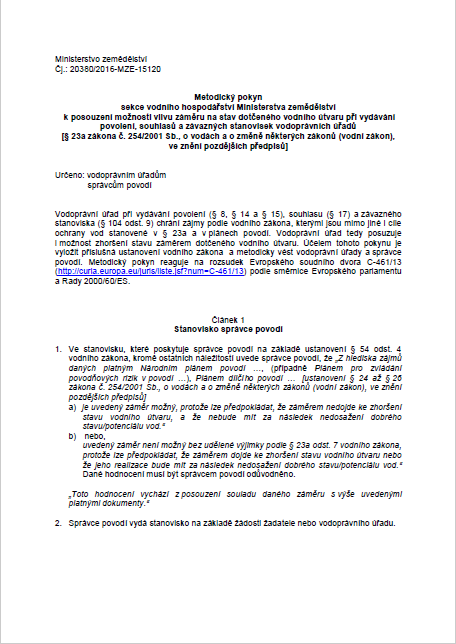 Ministerstvo zemědělství
Čj.: 20380/2016-MZE-15120
Metodický pokyn
sekce vodního hospodářství Ministerstva zemědělství
k posouzení možnosti vlivu záměru na stav dotčeného vodního útvaru při vydávání
povolení, souhlasů a závazných stanovisek vodoprávních úřadů
[§ 23a zákona č. 254/2001 Sb., o vodách a o změně některých zákonů (vodní zákon),
ve znění pozdějších předpisů]
Určeno: vodoprávním úřadům
správcům povodí
Vodoprávní úřad při vydávání povolení (§ 8, § 14 a § 15), souhlasu (§ 17) a závazného
stanoviska (§ 104 odst. 9) chrání zájmy podle vodního zákona, kterými jsou mimo jiné i cíle
ochrany vod stanovené v § 23a a v plánech povodí. Vodoprávní úřad tedy posuzuje
i možnost zhoršení stavu záměrem dotčeného vodního útvaru. Účelem tohoto pokynu je
vyložit příslušná ustanovení vodního zákona a metodicky vést vodoprávní úřady a správce
povodí. Metodický pokyn reaguje na rozsudek Evropského soudního dvora C-461/13
(http://curia.europa.eu/juris/liste.jsf?num=C-461/13) podle směrnice Evropského parlamentu
a Rady 2000/60/ES.
Článek 1
Stanovisko správce povodí
1. Ve stanovisku, které poskytuje správce povodí na základě ustanovení § 54 odst. 4
vodního zákona, kromě ostatních náležitostí uvede správce povodí, že „Z hlediska zájmů
daných platným Národním plánem povodí …, (případně Plánem pro zvládání
povodňových rizik v povodí …), Plánem dílčího povodí … [ustanovení § 24 až § 26
zákona č. 254/2001 Sb., o vodách a o změně některých zákonů (vodní zákon), ve znění
pozdějších předpisů]
a) je uvedený záměr možný, protože lze předpokládat, že záměrem nedojde ke zhoršení
stavu vodního útvaru, a že nebude mít za následek nedosažení dobrého
stavu/potenciálu vod.“
b) nebo,
uvedený záměr není možný bez udělené výjimky podle § 23a odst. 7 vodního zákona,
protože lze předpokládat, že záměrem dojde ke zhoršení stavu vodního útvaru nebo
že jeho realizace bude mít za následek nedosažení dobrého stavu/potenciálu vod.“
Dané hodnocení musí být správcem povodí odůvodněno.
„Toto hodnocení vychází z posouzení souladu daného záměru s výše uvedenými
platnými dokumenty.“
2. Správce povodí vydá stanovisko na základě žádosti žadatele nebo vodoprávního úřadu.